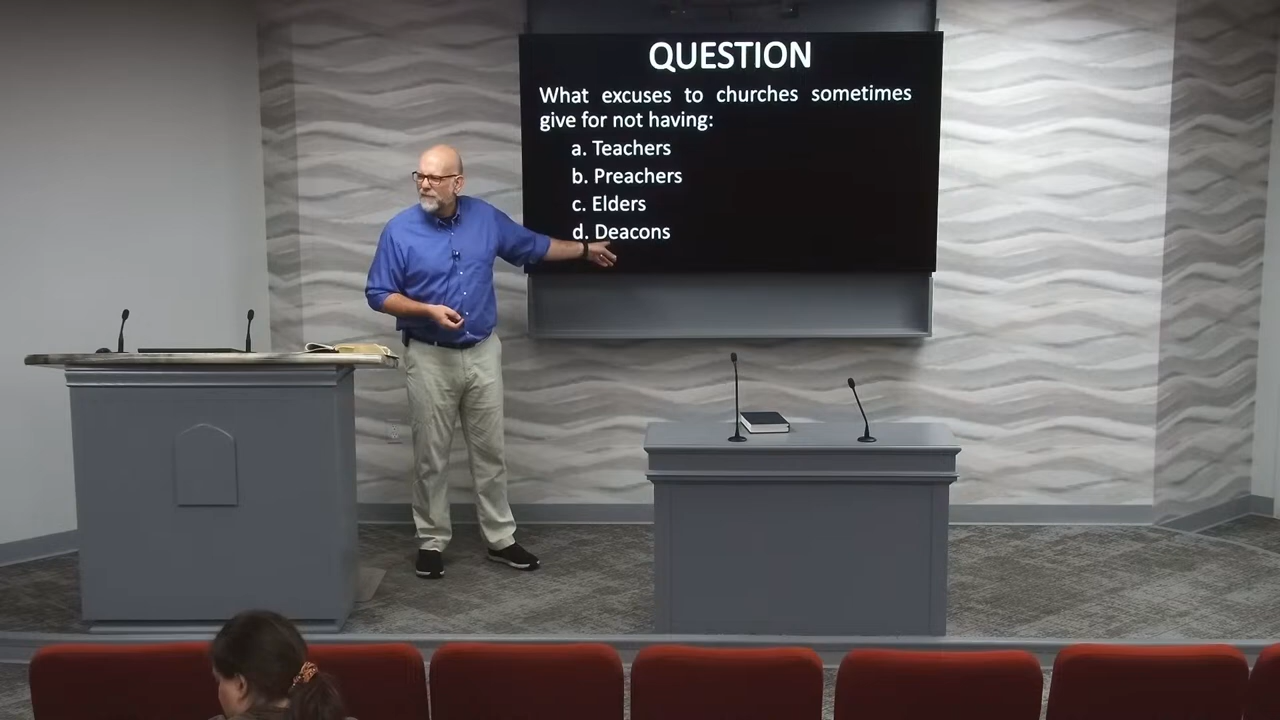 QUESTION
What excuses to churches sometimes
give for not having:
a. Teachers
b. Preachers
c. Elders
d. Deacons